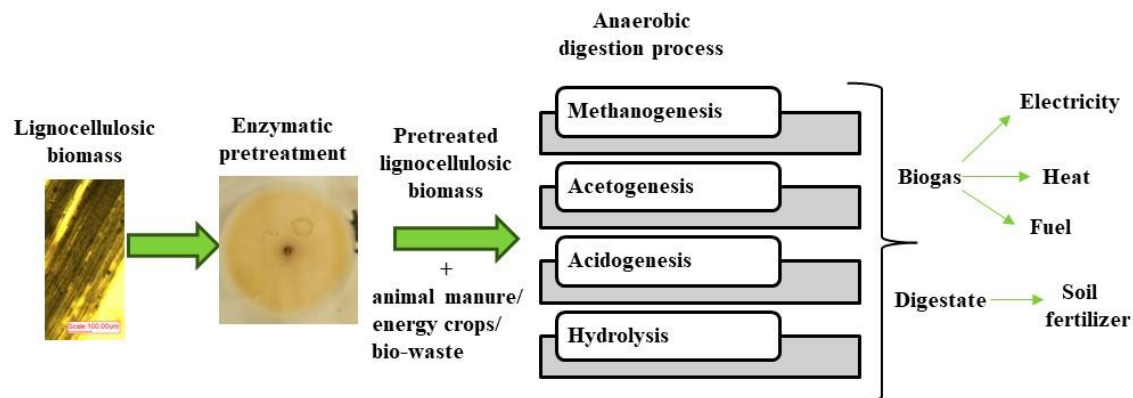 Lignocellulosic
biomass
Scale:100.00um
Enzymatic
pretreatment
Pretreated
lignocellulosic
biomass
+
animal manure/
energy crops/
bio-waste
Anaerobic
digestion process
Methanogenesis
Acetogenesis
Acidogenesis
Hydrolysis
Biogas
Electricity
Heat
Fuel
Digestate
Soil
fertilizer